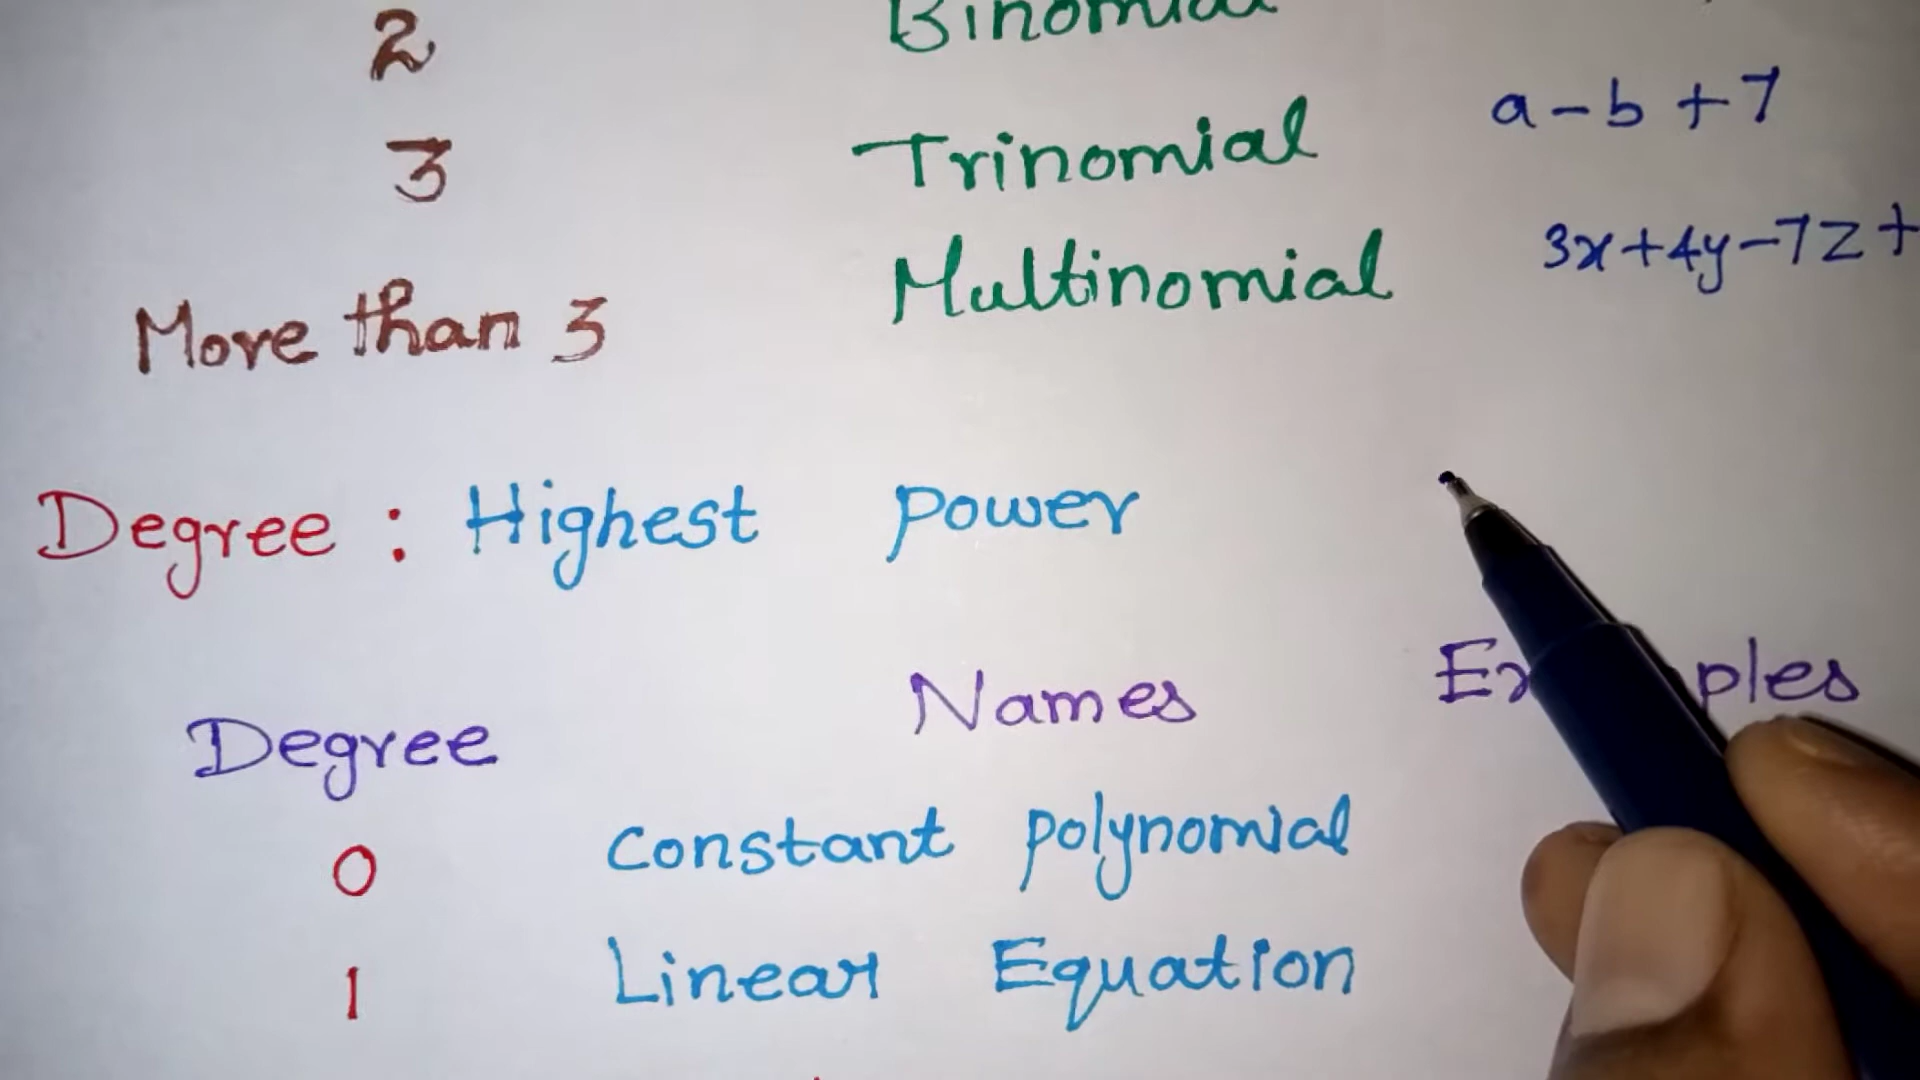 2 Binomial
3 Trinomial a-b+7
More than 3 Multinomial 3x+4y-7z+
Degree : Highest power
Degree Names Examples
0 Constant polynomial
1 Linear Equation